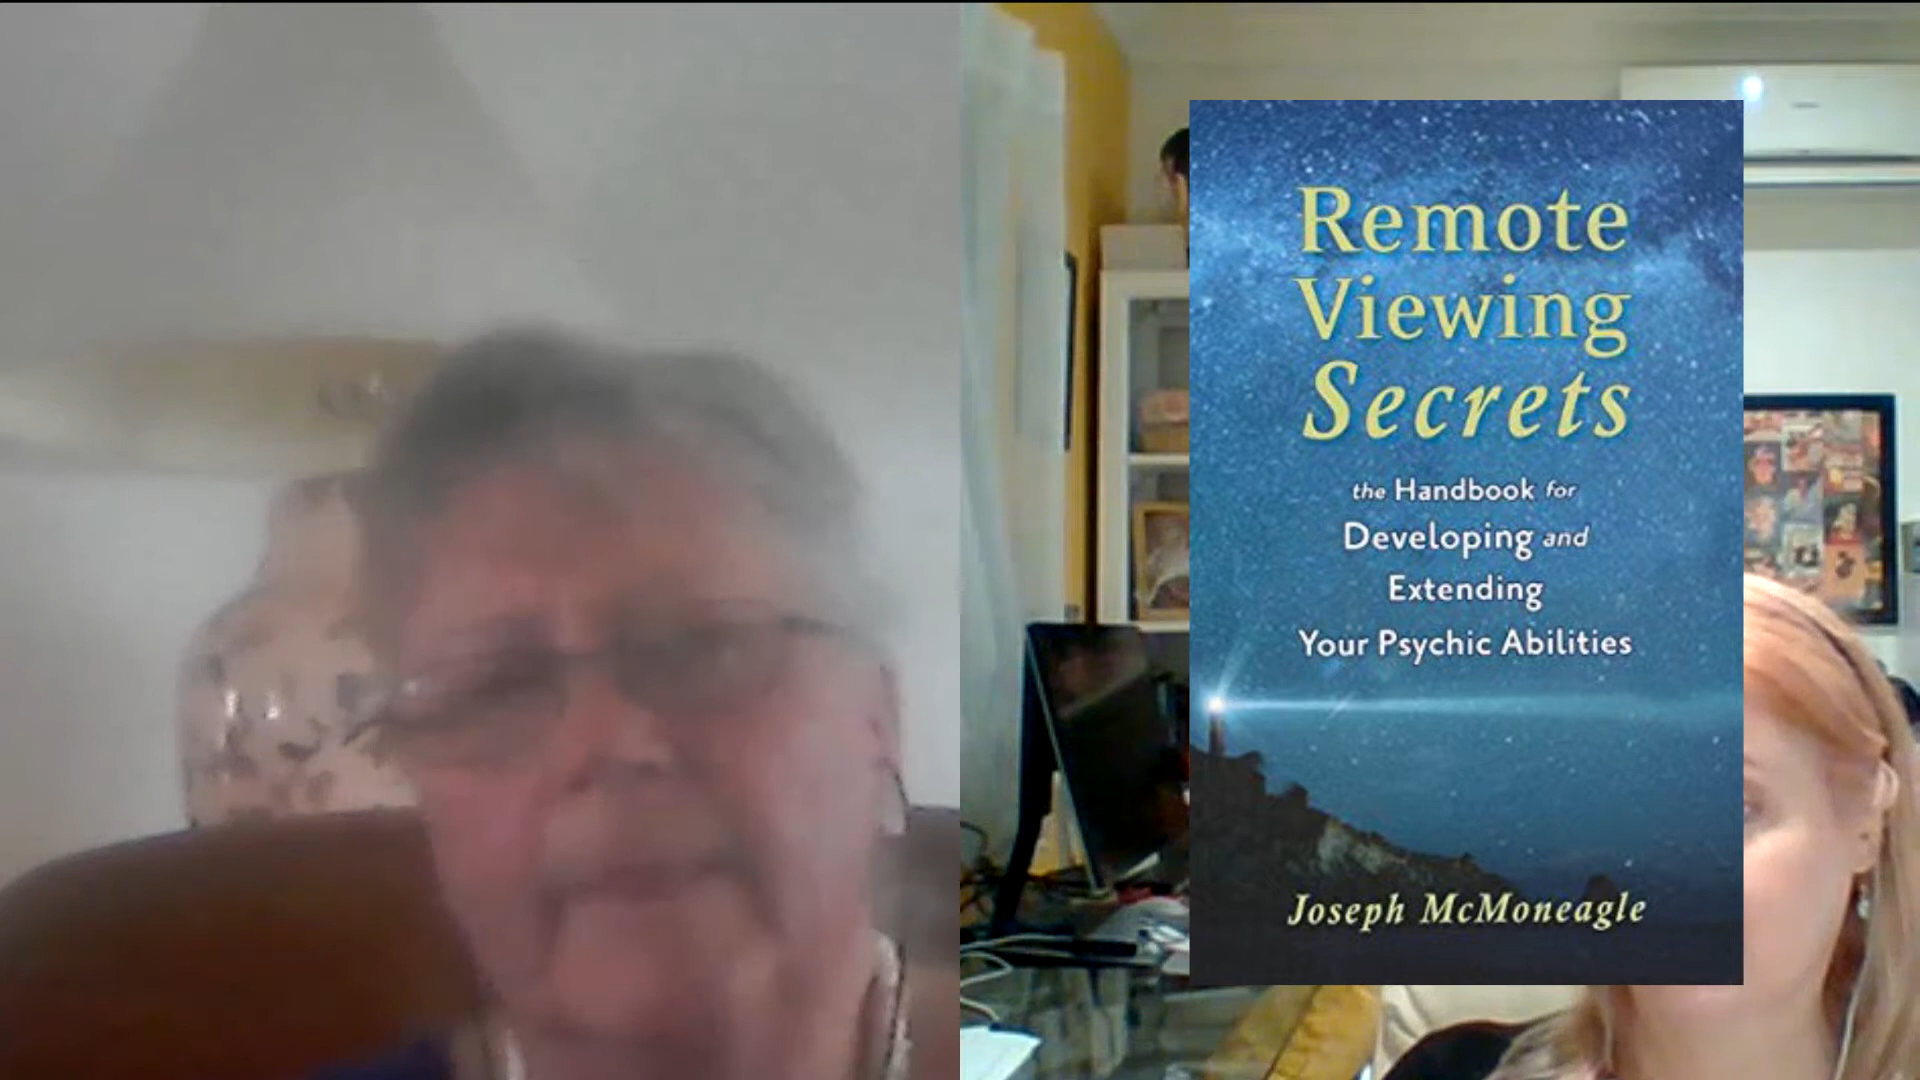 Remote
Viewing
Secrets
the Handbook for
Developing and
Extending
Your Psychic Abilities
Joseph McMoneagle